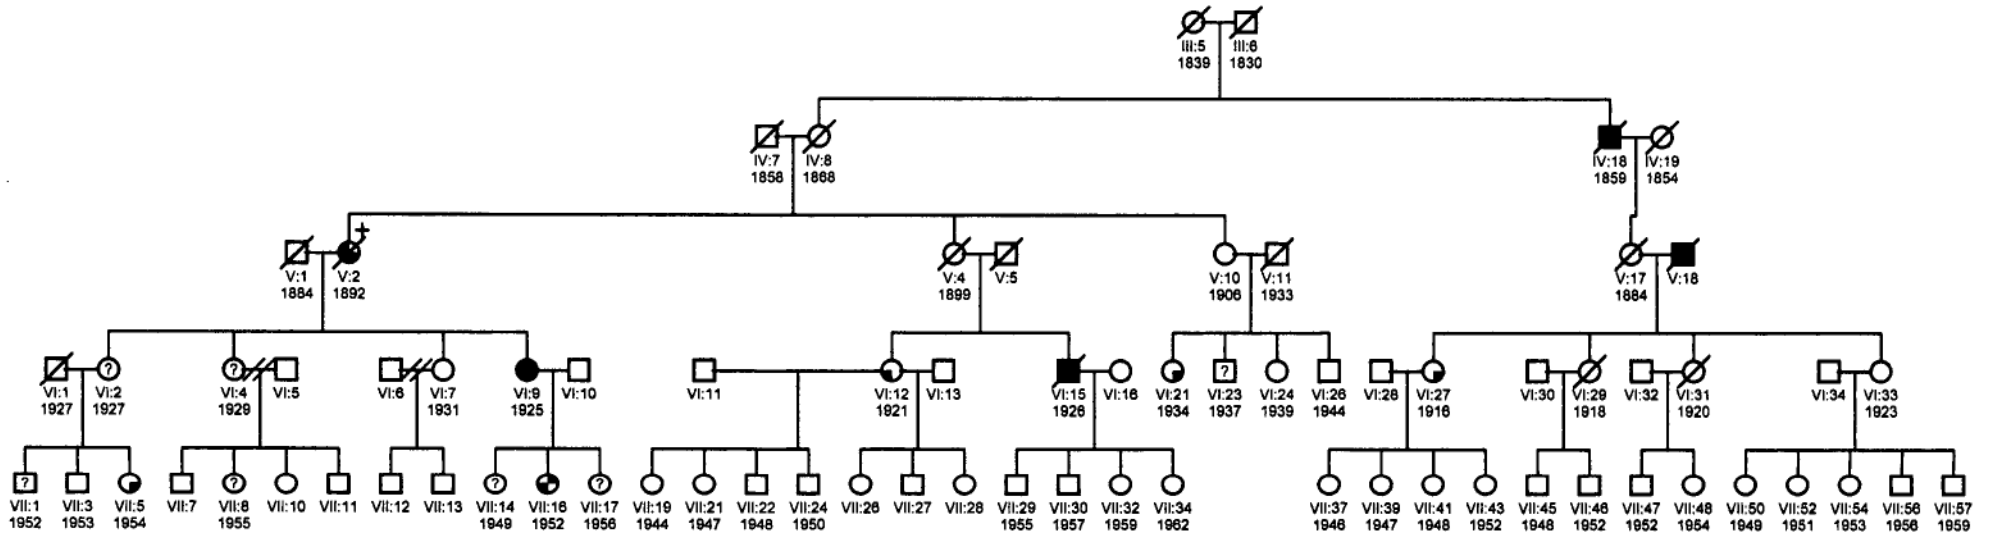 III:5 III:6
1839 1830
IV:7 IV:8 IV:18 IV:19
1858 1868 1859 1854
+
V:1 V:2 V:4 V:5 V:10 V:11 V:17 V:18
1884 1892 1899 1906 1933 1884
? ? ?
VI:1 VI:2 VI:4 VI:5 VI:6 VI:7 VI:9 VI:10 VI:11 VI:12 VI:13 VI:15 VI:16 VI:21 VI:23 VI:24 VI:26 VI:28 VI:27 VI:30 VI:29 VI:32 VI:31 VI:34 VI:33
1927 1927 1929 1931 1925 1921 1926 1934 1937 1939 1944 1916 1918 1920 1923
? ? ? ?
VII:1 VII:3 VII:5 VII:7 VII:8 VII:10 VII:11 VII:12 VII:13 VII:14 VII:16 VII:17 VII:19 VII:21 VII:22 VII:24 VII:26 VII:27 VII:28 VII:29 VII:30 VII:32 VII:34 VII:37 VII:39 VII:41 VII:43 VII:45 VII:46 VII:47 VII:48 VII:50 VII:52 VII:54 VII:56 VII:57
1952 1953 1954 1955 1949 1952 1956 1944 1947 1948 1950 1955 1957 1959 1962 1946 1947 1948 1952 1948 1952 1952 1954 1949 1951 1953 1956 1959